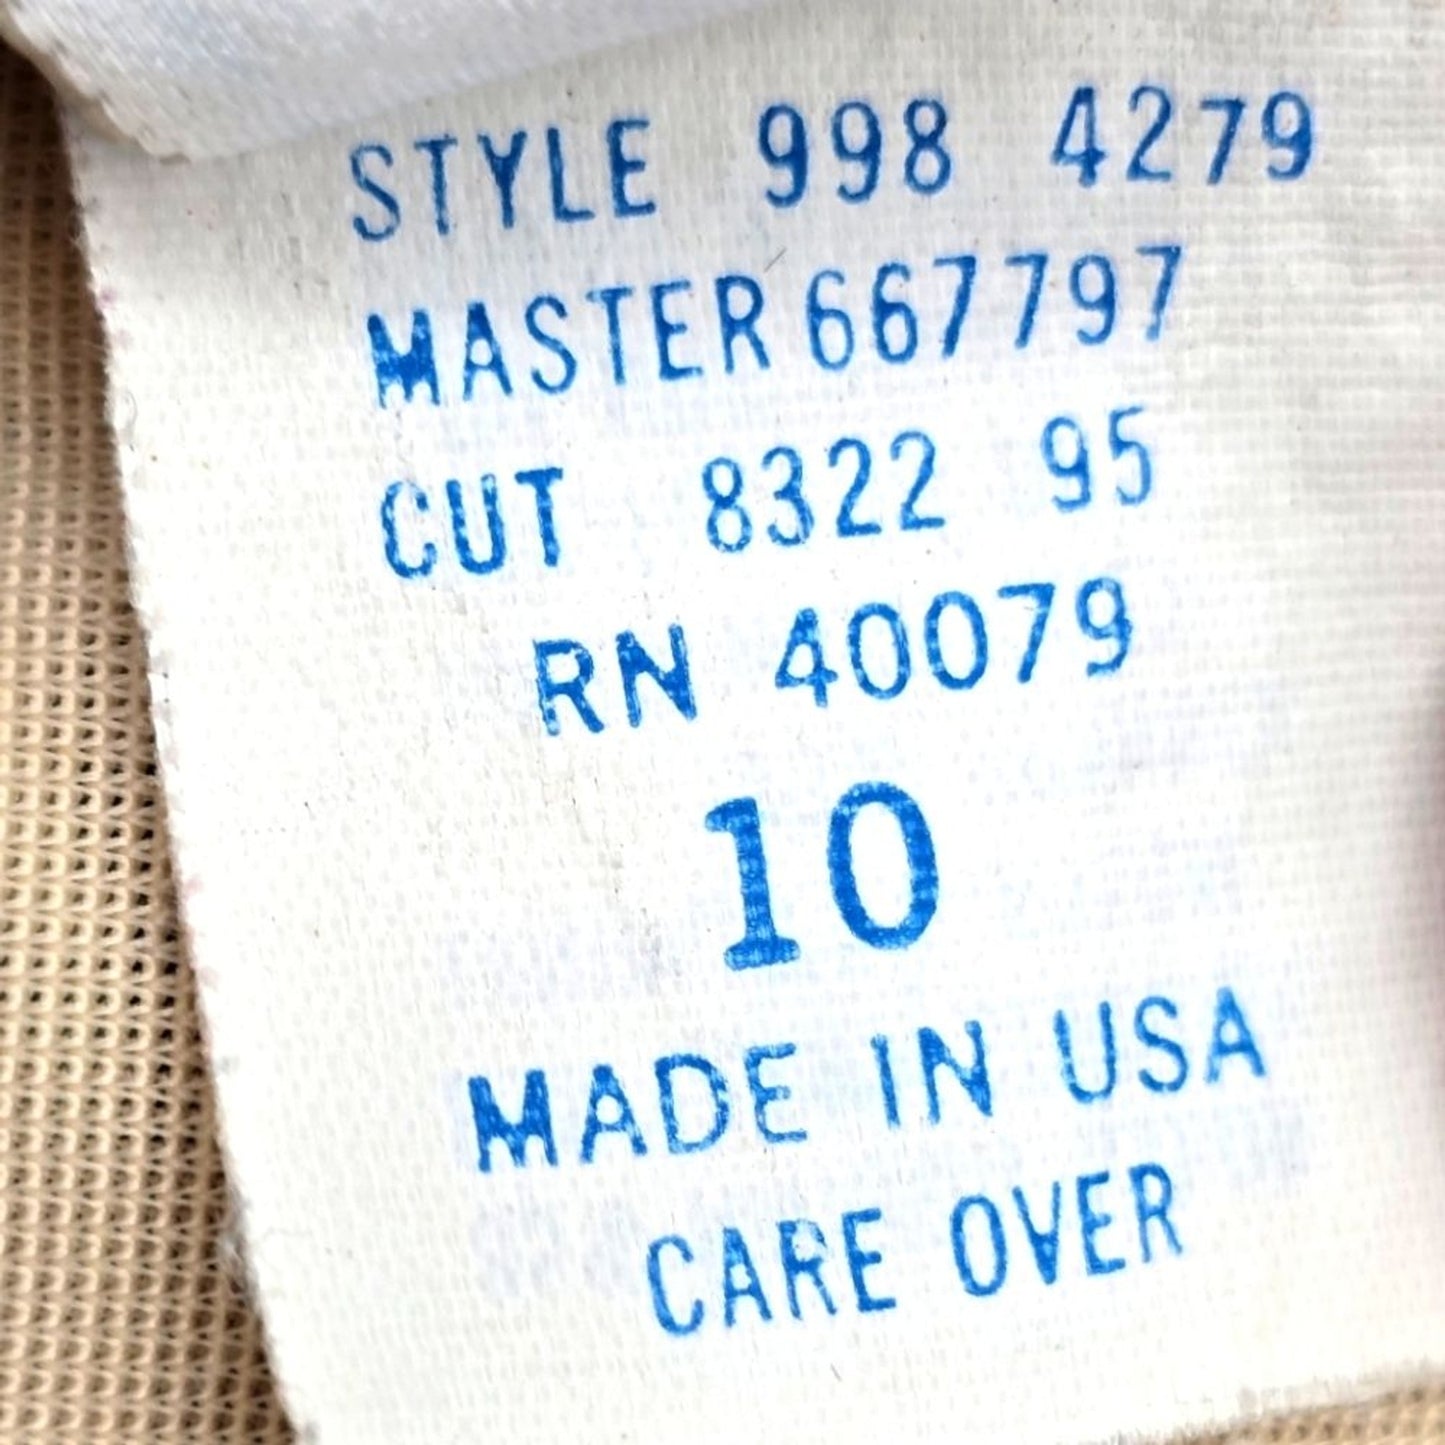 STYLE 998 4279
MASTER 667797
CUT 8322 95
RN 40079
10
MADE IN USA
CARE OVER